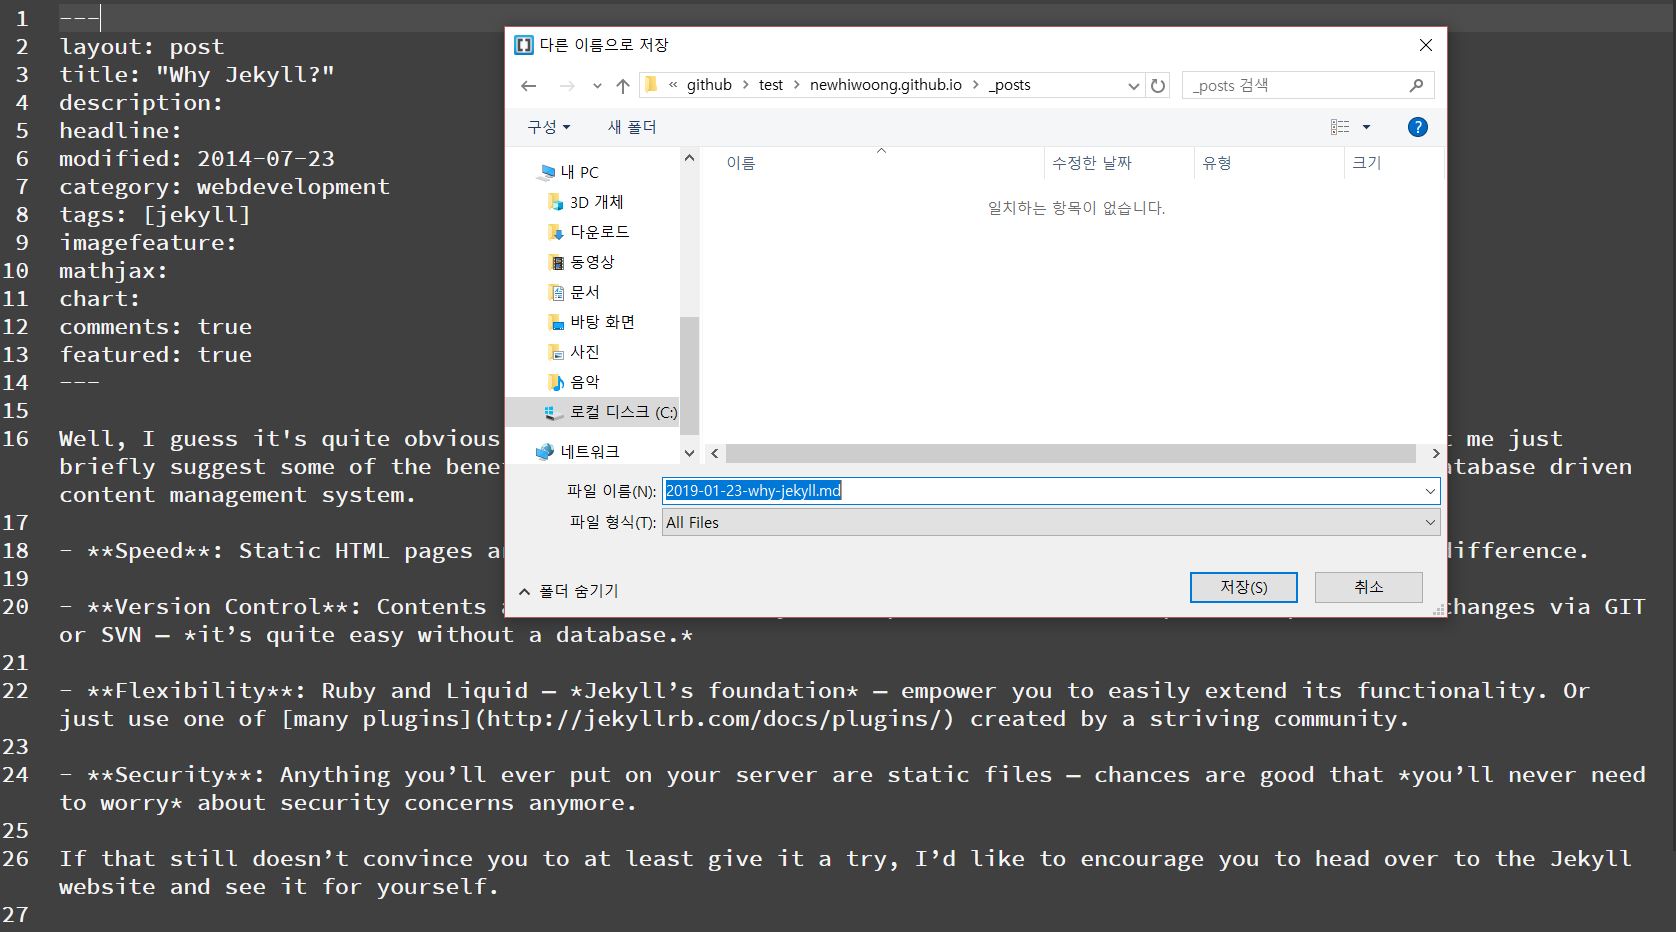 1 ---
2 layout: post
3 title: "Why Jekyll?"
4 description:
5 headline:
6 modified: 2014-07-23
7 category: webdevelopment
8 tags: [jekyll]
9 imagefeature:
10 mathjax:
11 chart:
12 comments: true
13 featured: true
14 ---
15
16 Well, I guess it's quite obvious me just
briefly suggest some of the database driven
content management system.
17
18 - **Speed**: Static HTML pages difference.
19
20 - **Version Control**: Contents changes via GIT
or SVN – *it’s quite easy without a database.*
21
22 - **Flexibility**: Ruby and Liquid – *Jekyll’s foundation* – empower you to easily extend its functionality. Or
just use one of [many plugins](http://jekyllrb.com/docs/plugins/) created by a striving community.
23
24 - **Security**: Anything you’ll ever put on your server are static files – chances are good that *you’ll never need
to worry* about security concerns anymore.
25
26 If that still doesn’t convince you to at least give it a try, I’d like to encourage you to head over to the Jekyll
website and see it for yourself.
27
다른 이름으로 저장
« github > test > newhiwoong.github.io > _posts
_posts 검색
구성
새 폴더
내 PC
3D 개체
다운로드
동영상
문서
바탕 화면
사진
음악
로컬 디스크 (C:)
네트워크
이름 수정한 날짜 유형 크기
일치하는 항목이 없습니다.
파일 이름(N): 2019-01-23-why-jekyll.md
파일 형식(T): All Files
폴더 숨기기
저장(S) 취소